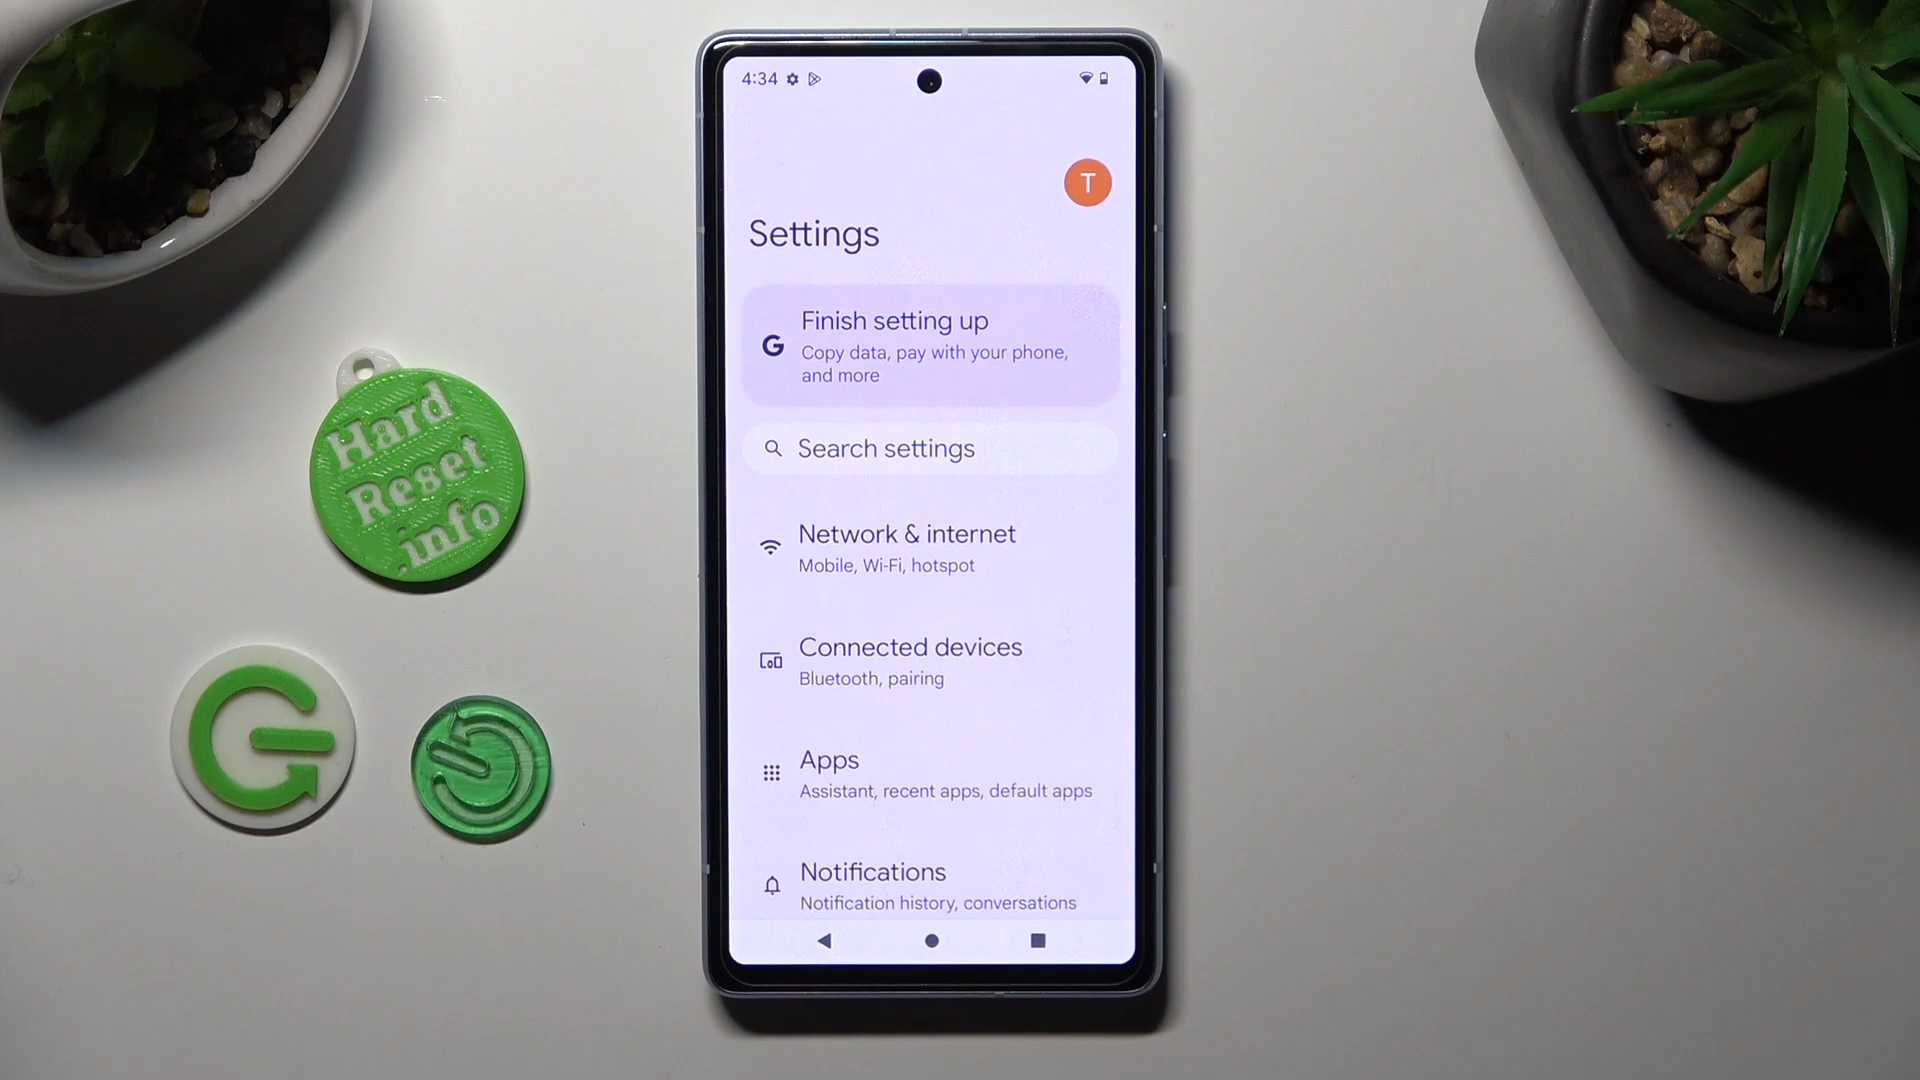 4:34
T
Settings
Finish setting up
Copy data, pay with your phone,
and more
Search settings
Network & internet
Mobile, Wi-Fi, hotspot
Connected devices
Bluetooth, pairing
Apps
Assistant, recent apps, default apps
Notifications
Notification history, conversations
Hard
Reset
.info